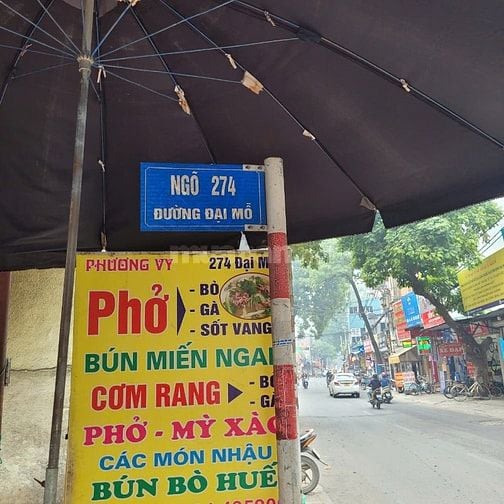 NGÕ 274
ĐƯỜNG ĐẠI MỖ
PHƯƠNG VY 274 Đại
Phở
- BÒ
- GÀ
- SỐT VANG
BÚN MIẾN NGAN
CƠM RANG
PHỞ - MỲ XÀO
CÁC MÓN NHẬU
BÚN BÒ HUẾ